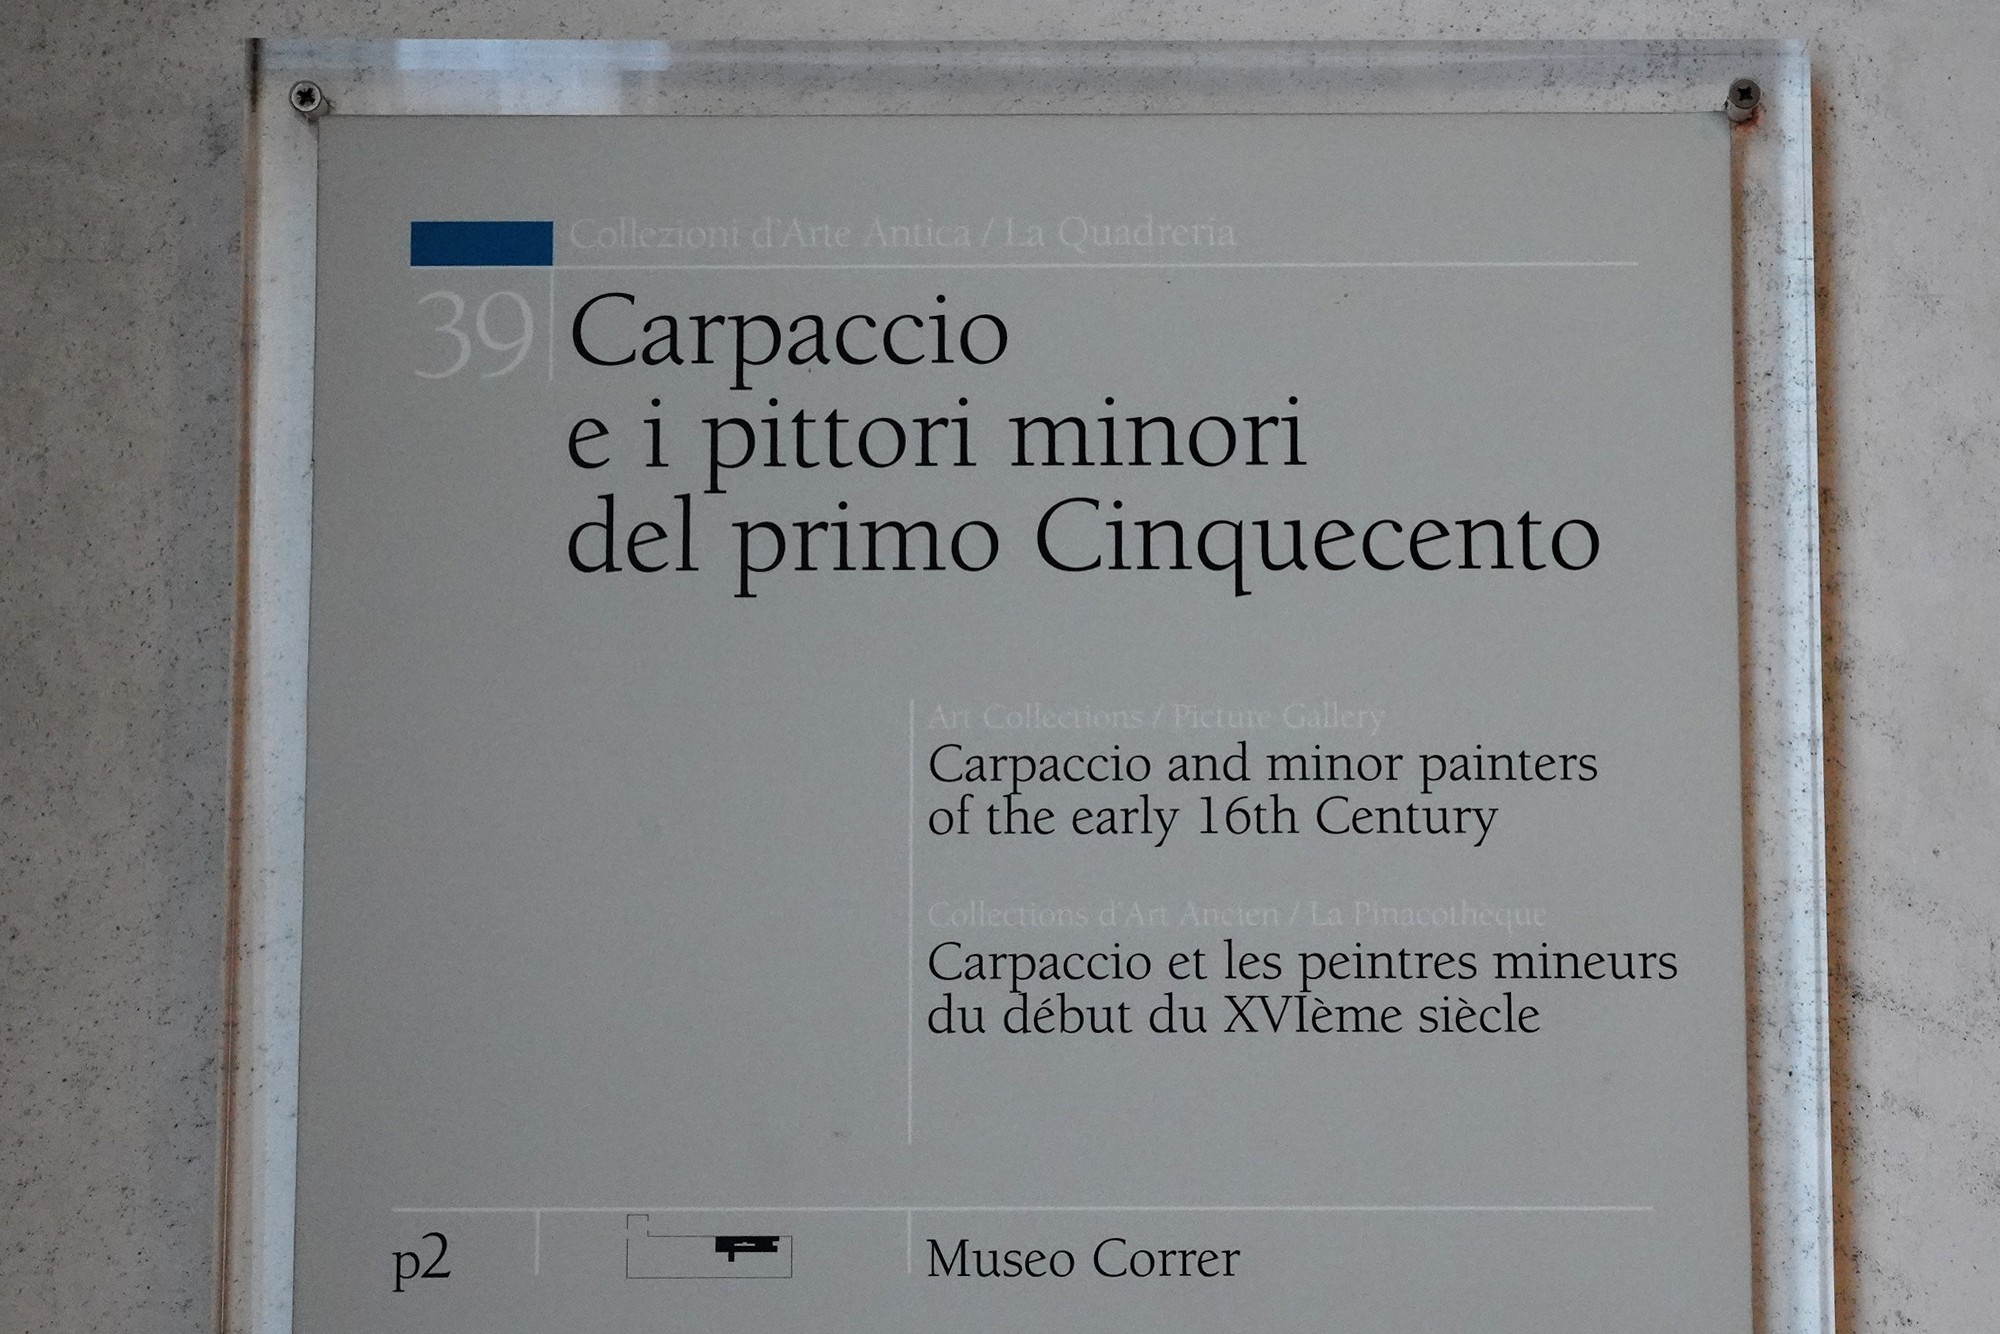 Collezioni d'Arte Antica / La Quadreria
39
Carpaccio
e i pittori minori
del primo Cinquecento
Art Collections / Picture Gallery
Carpaccio and minor painters
of the early 16th Century
Collections d'Art Ancien / La Pinacothèque
Carpaccio et les peintres mineurs
du début du XVIème siècle
p2
Museo Correr